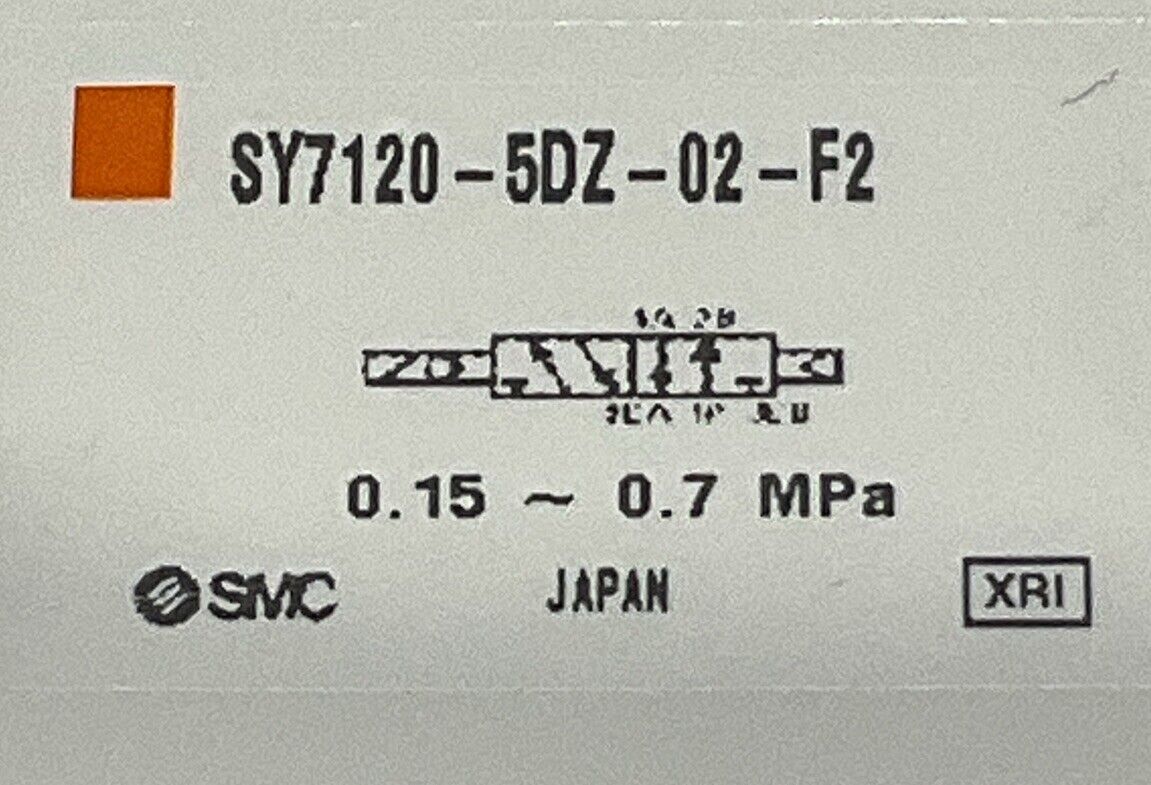 SY7120-5DZ-02-F2
0.15 ~ 0.7 MPa
SMC
JAPAN
XRI